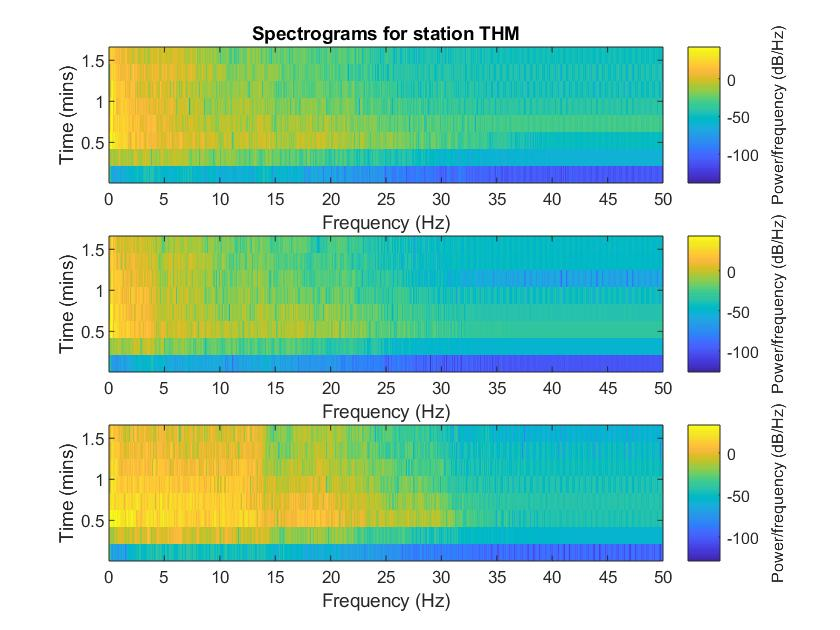 Spectrograms for station THM
Time (mins)
1.5
1
0.5
0 5 10 15 20 25 30 35 40 45 50
Frequency (Hz)
0
-50
-100
Power/frequency (dB/Hz)
Time (mins)
1.5
1
0.5
0 5 10 15 20 25 30 35 40 45 50
Frequency (Hz)
0
-50
-100
Power/frequency (dB/Hz)
Time (mins)
1.5
1
0.5
0 5 10 15 20 25 30 35 40 45 50
Frequency (Hz)
0
-50
-100
Power/frequency (dB/Hz)